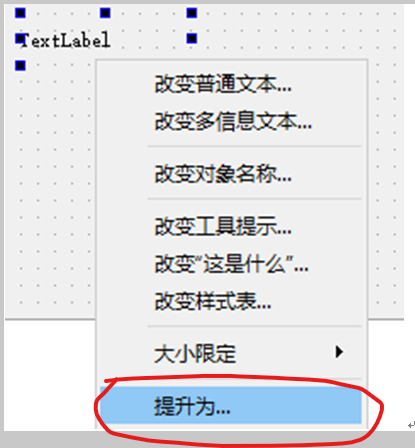 TextLabel
改变普通文本...
改变多信息文本...
改变对象名称...
改变工具提示...
改变“这是什么”...
改变样式表...
大小限定
提升为...